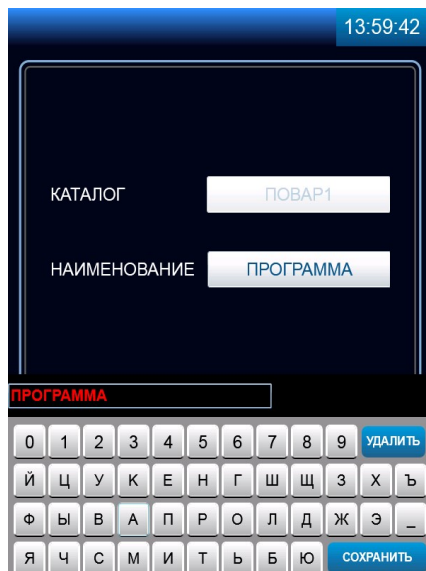 13:59:42
КАТАЛОГ ПОВАР1
НАИМЕНОВАНИЕ ПРОГРАММА
ПРОГРАММА
0 1 2 3 4 5 6 7 8 9 УДАЛИТЬ
Й Ц У К Е Н Г Ш Щ З Х Ъ
Ф Ы В А П Р О Л Д Ж Э _
Я Ч С М И Т Ь Б Ю СОХРАНИТЬ